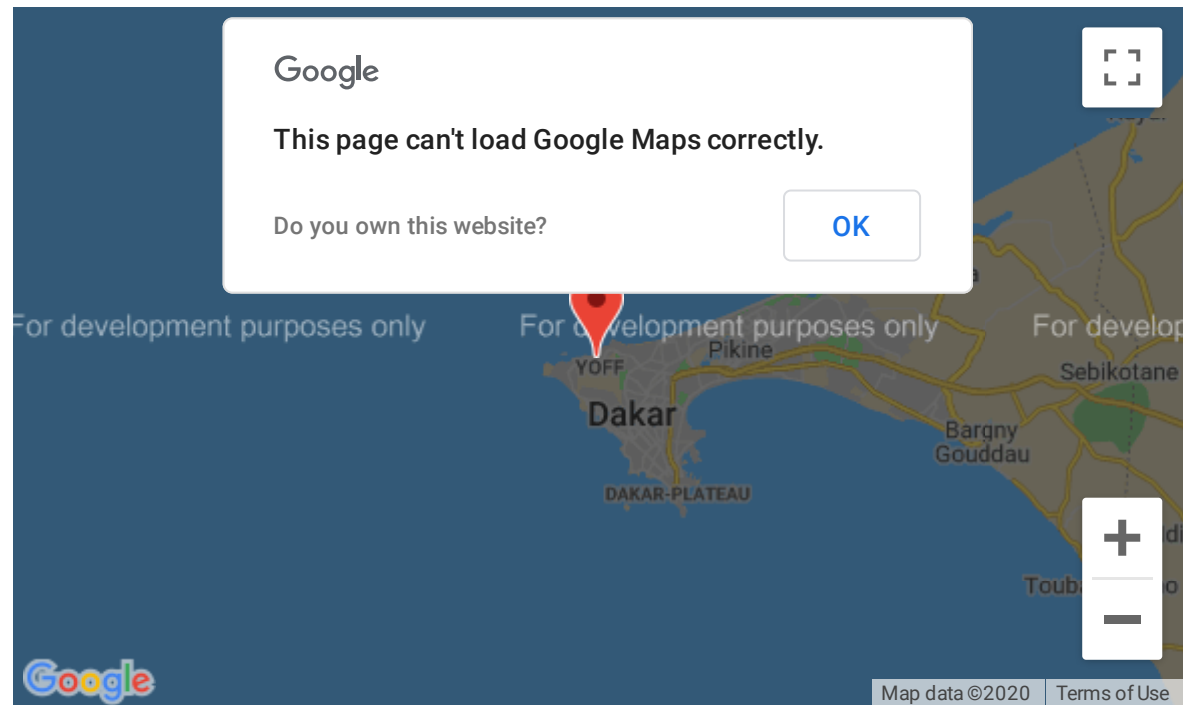 Google
This page can't load Google Maps correctly.
Do you own this website?
OK
For development purposes only
For development purposes only
For develop
Pikine
YOFF
Sebikotane
Dakar
Bargny
Gouddau
DAKAR-PLATEAU
Toub
Google
Map data ©2020
Terms of Use